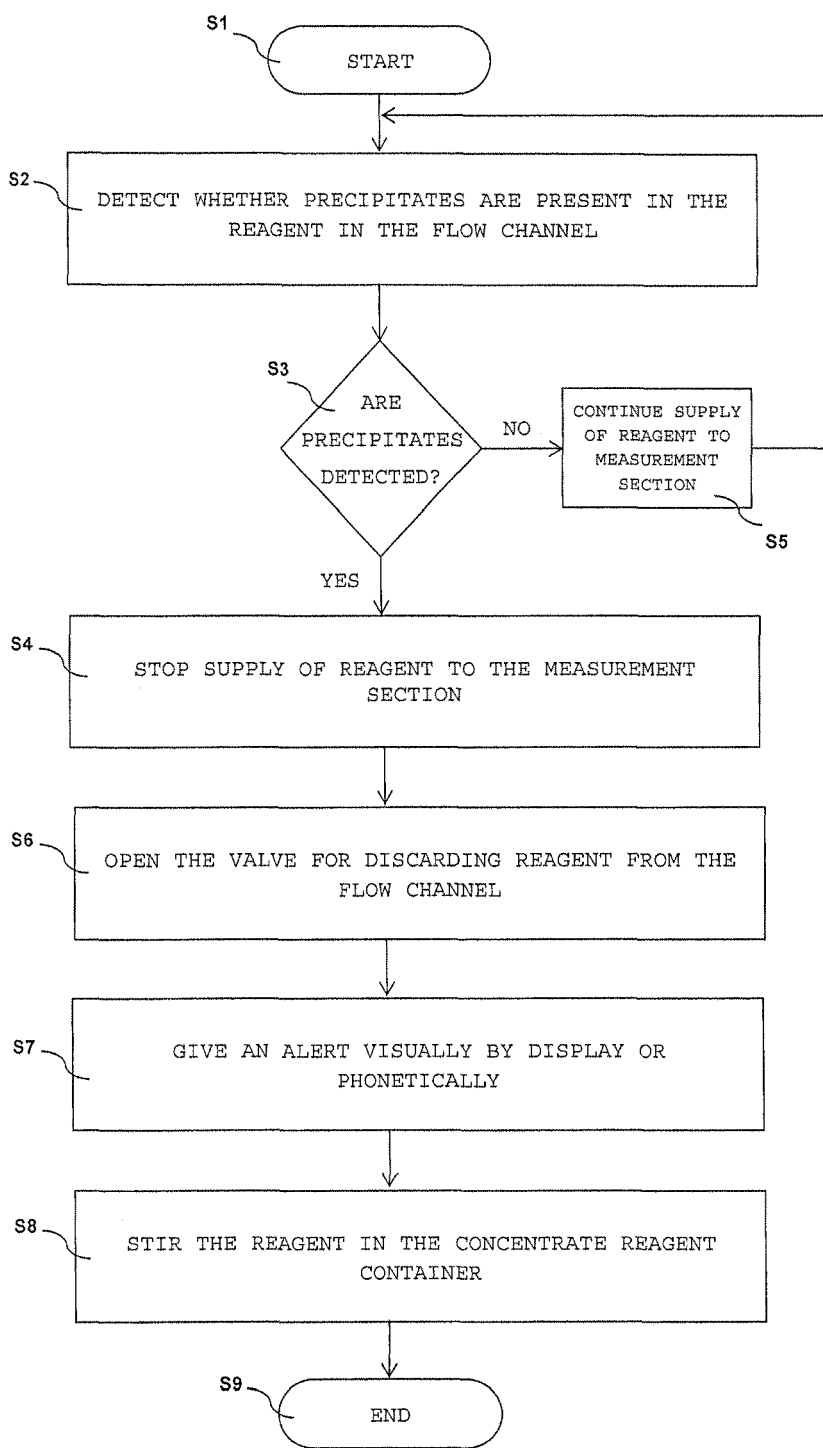 S1
START
S2
DETECT WHETHER PRECIPITATES ARE PRESENT IN THE
REAGENT IN THE FLOW CHANNEL
S3
ARE
PRECIPITATES
DETECTED?
NO
CONTINUE SUPPLY
OF REAGENT TO
MEASUREMENT
SECTION
S5
YES
S4
STOP SUPPLY OF REAGENT TO THE MEASUREMENT
SECTION
S6
OPEN THE VALVE FOR DISCARDING REAGENT FROM THE
FLOW CHANNEL
S7
GIVE AN ALERT VISUALLY BY DISPLAY OR
PHONETICALLY
S8
STIR THE REAGENT IN THE CONCENTRATE REAGENT
CONTAINER
S9
END